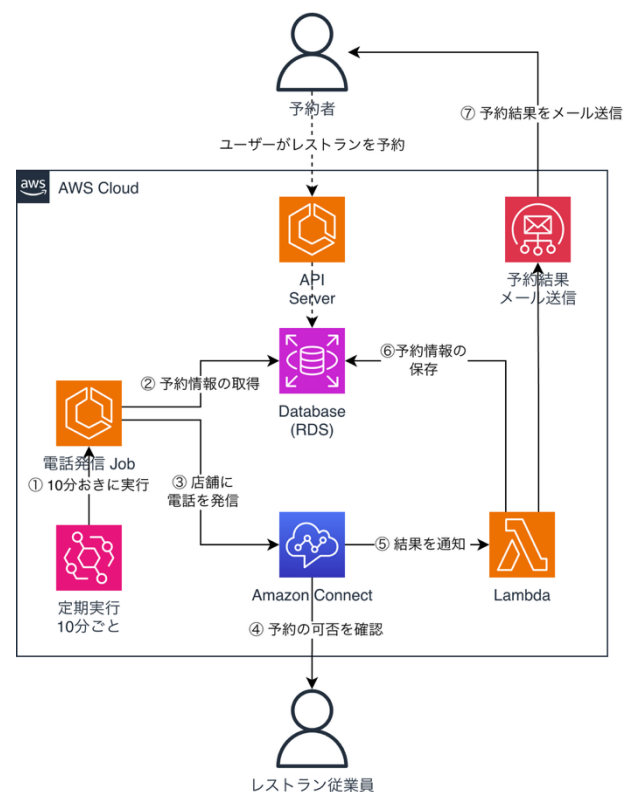 予約者
⑦ 予約結果をメール送信
ユーザーがレストランを予約
aws
AWS Cloud
API
Server
予約結果
メール送信
② 予約情報の取得
⑥予約情報の
保存
Database
(RDS)
電話発信 Job
① 10分おきに実行
③ 店舗に
電話を発信
⑤ 結果を通知
定期実行
10分ごと
Amazon Connect
Lambda
④ 予約の可否を確認
レストラン従業員